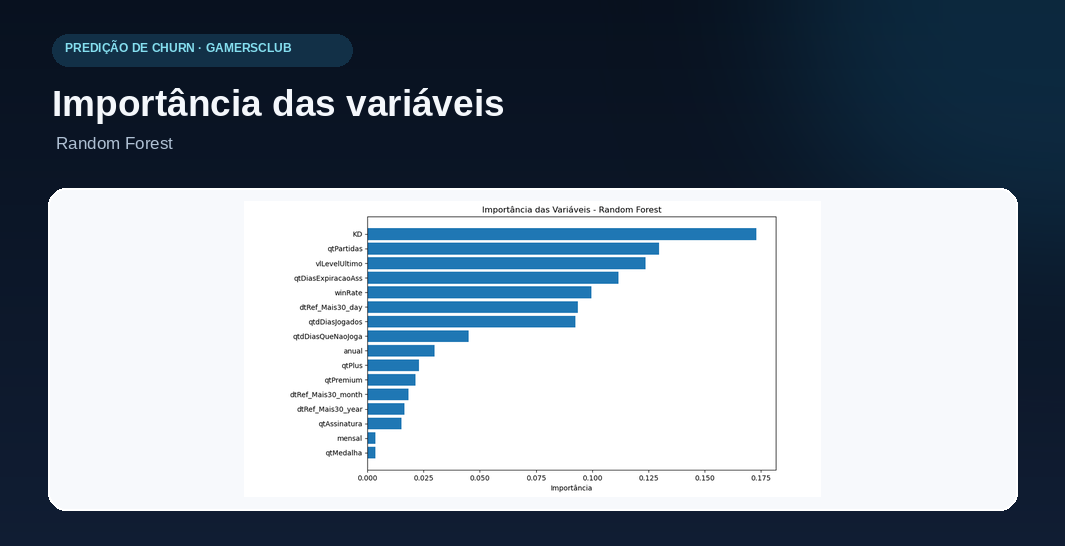 PREDIÇÃO DE CHURN · GAMERSCLUB
Importância das variáveis
Random Forest
Importância das Variáveis - Random Forest
KD
qtPartidas
vlLevelUltimo
qtDiasExpiracaoAss
winRate
dtRef_Mais30_day
qtdDiasJogados
qtdDiasQueNaoJoga
anual
qtPlus
qtPremium
dtRef_Mais30_month
dtRef_Mais30_year
qtAssinatura
mensal
qtMedalha
0.000 0.025 0.050 0.075 0.100 0.125 0.150 0.175
Importância